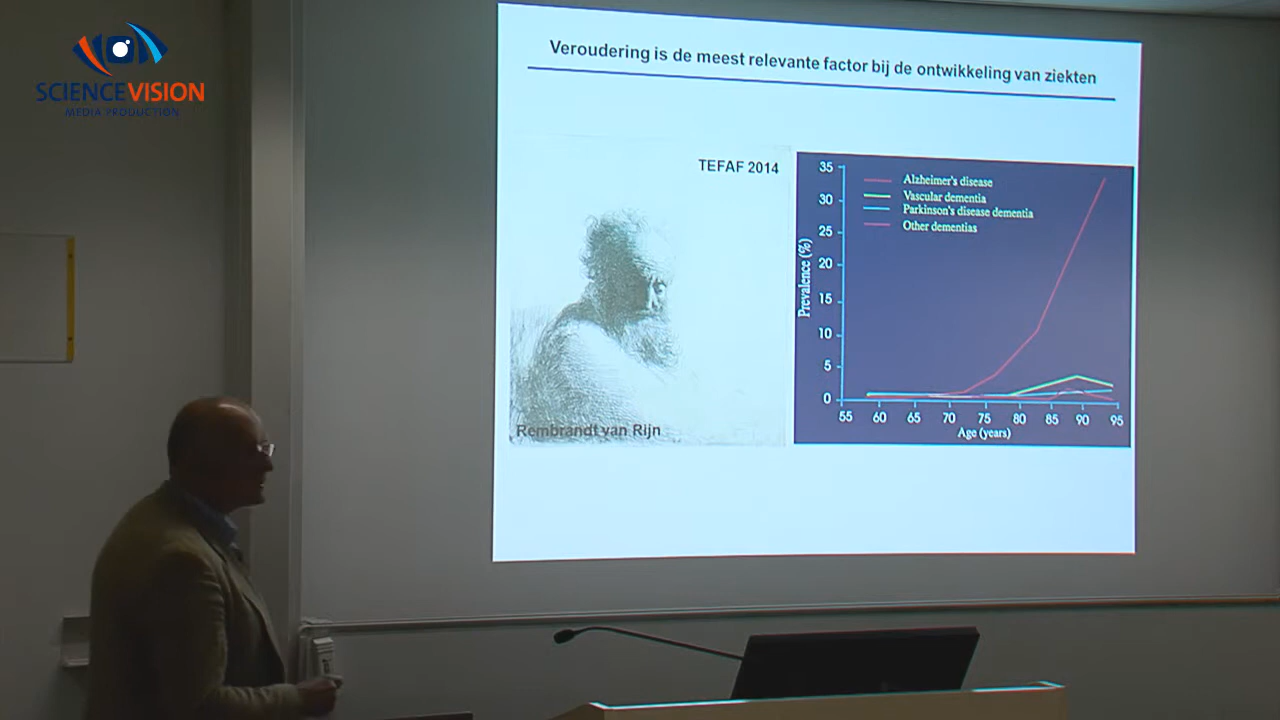 SCIENCEVISION
MEDIA PRODUCTION
Veroudering is de meest relevante factor bij de ontwikkeling van ziekten
TEFAF 2014
Rembrandt van Rijn
35
30
25
20
15
10
5
0
Prevalence (%)
Alzheimer's disease
Vascular dementia
Parkinson's disease dementia
Other dementias
55 60 65 70 75 80 85 90 95
Age (years)